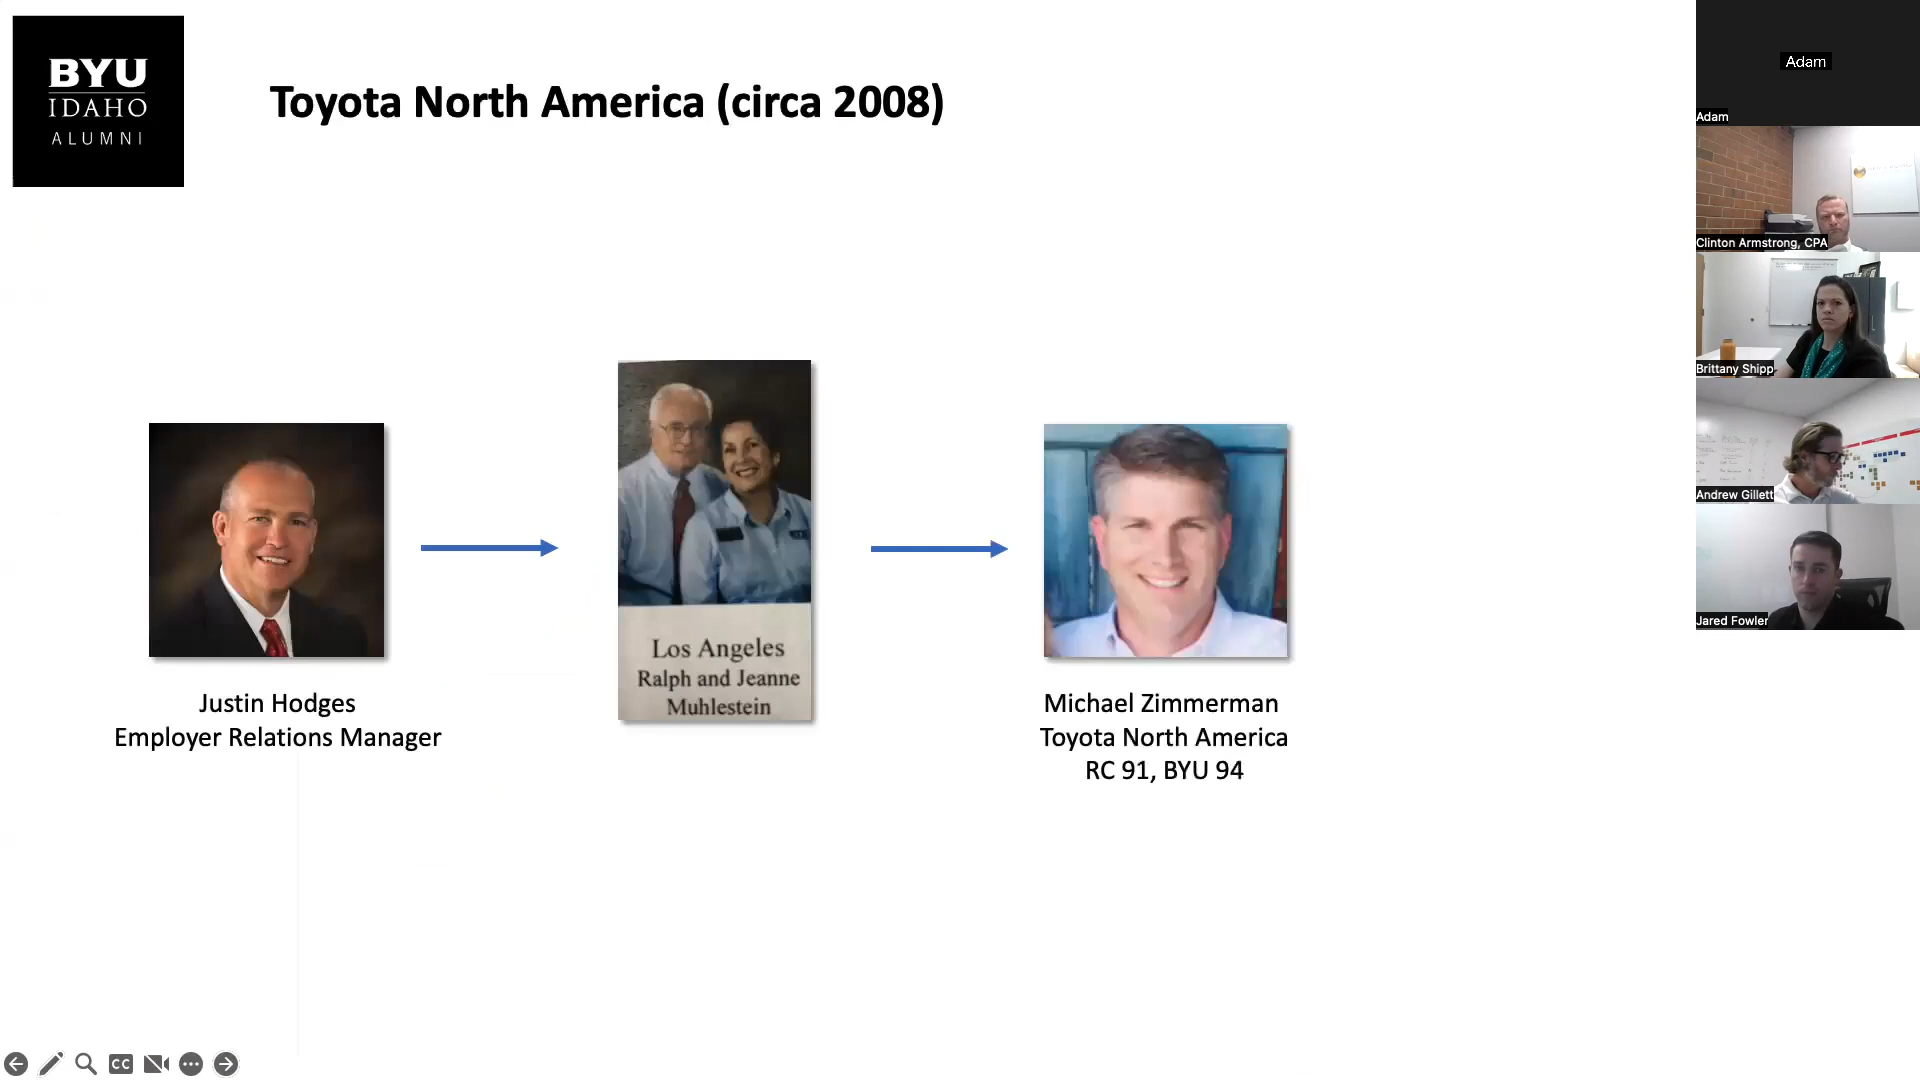 BYU
IDAHO
ALUMNI
Toyota North America (circa 2008)
Los Angeles
Ralph and Jeanne
Muhlestein
Justin Hodges
Employer Relations Manager
Michael Zimmerman
Toyota North America
RC 91, BYU 94
Adam
Adam
Clinton Armstrong, CPA
Brittany Shipp
Andrew Gillett
Jared Fowler
CC